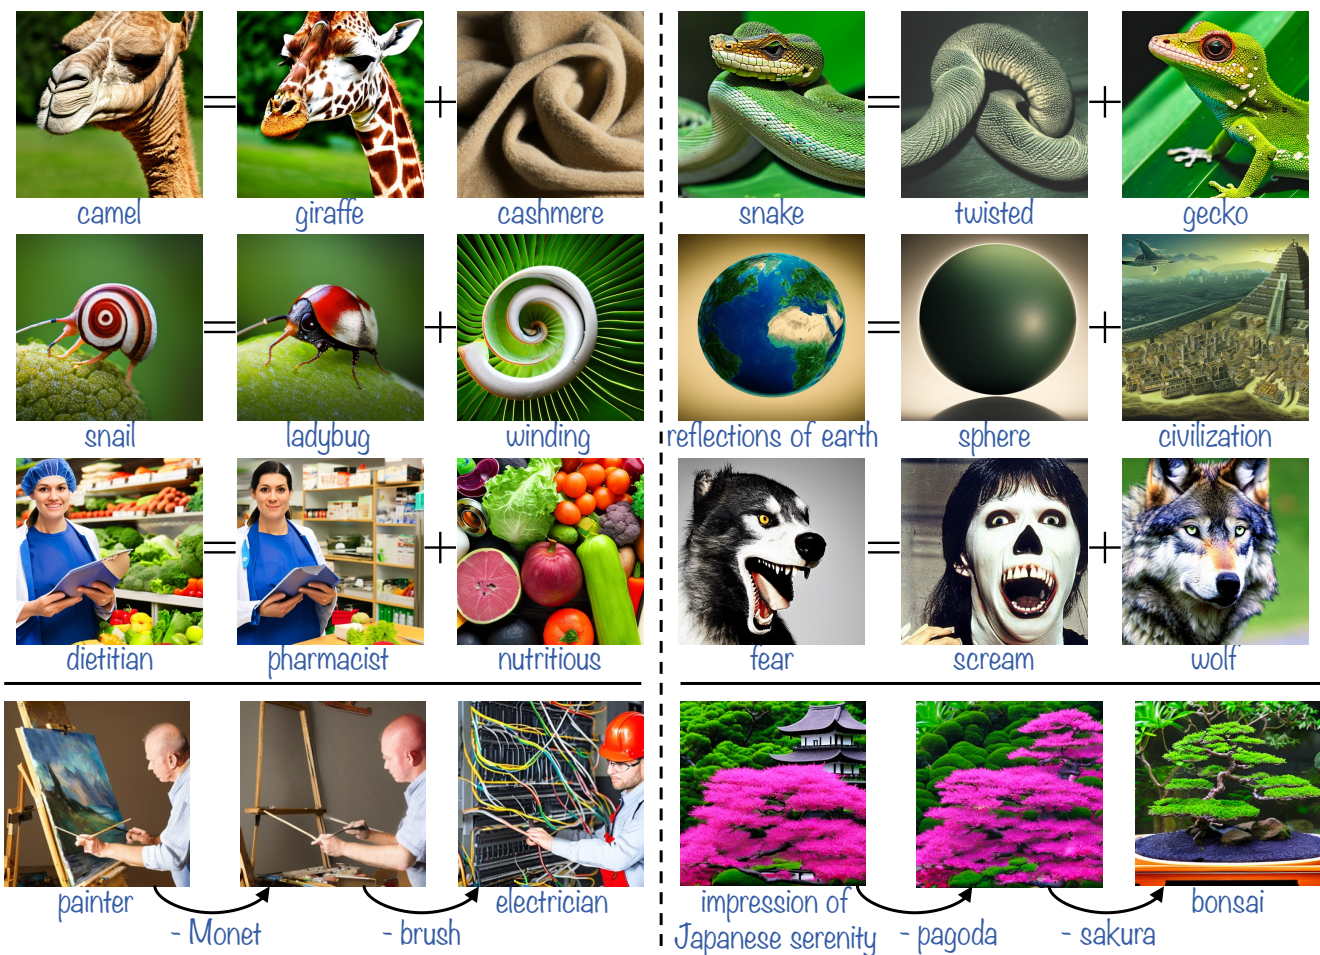 camel = giraffe + cashmere
snake = twisted + gecko
snail = ladybug + winding
reflections of earth = sphere + civilization
dietitian = pharmacist + nutritious
fear = scream + wolf
painter
- Monet
- brush
electrician
impression of
Japanese serenity
- pagoda
- sakura
bonsai